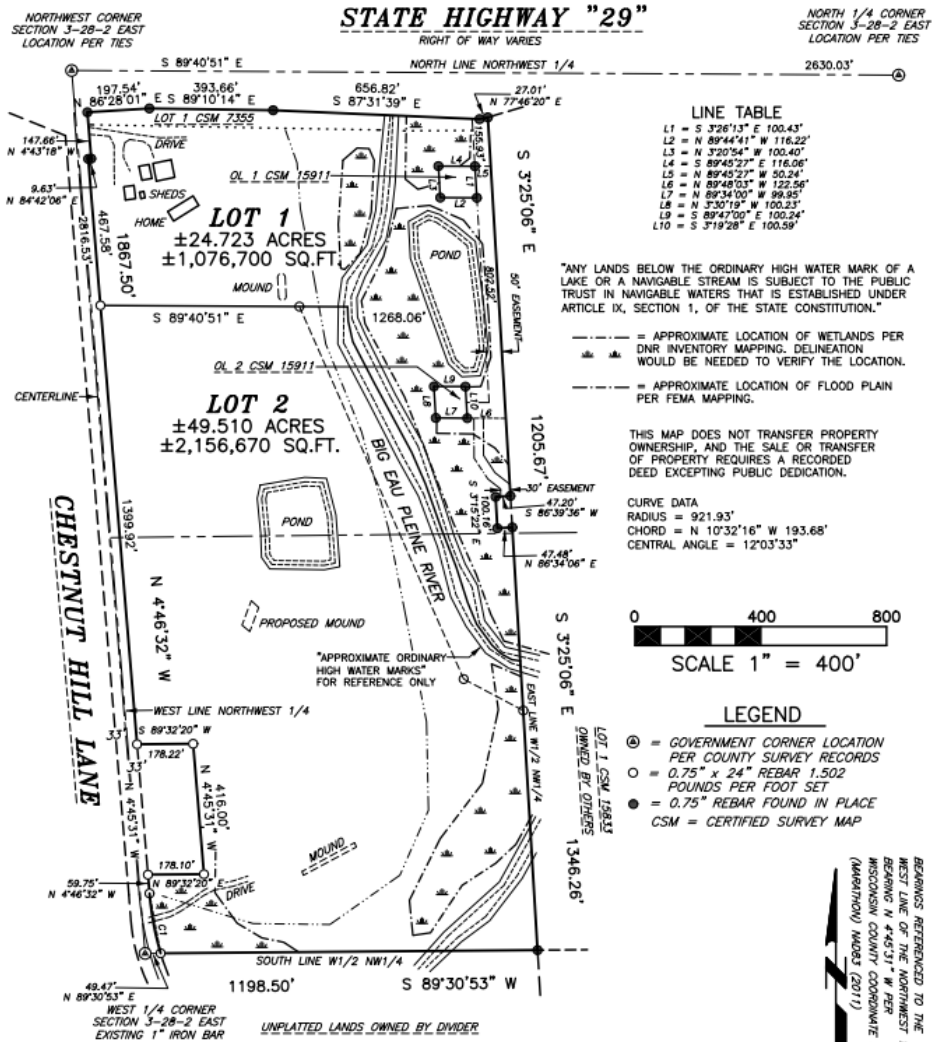 NORTHWEST CORNER
SECTION 3-28-2 EAST
LOCATION PER TIES
STATE HIGHWAY "29"
RIGHT OF WAY VARIES
NORTH 1/4 CORNER
SECTION 3-28-2 EAST
LOCATION PER TIES
S 89°40'51" E
NORTH LINE NORTHWEST 1/4
2630.03'
197.54'
N 86°28'01" E
393.66'
S 89°10'14" E
656.82'
S 87°31'39" E
27.01'
N 77°46'20" E
LOT 1 CSM 7355
147.66'
N 4°43'18" W
DRIVE
155.93'
9.63'
N 84°42'06" E
SHEDS
HOME
OL 1 CSM 15911
L4
L1
L5
L3
L2
S 3°25'06" E
LOT 1
±24.723 ACRES
±1,076,700 SQ.FT.
2816.53'
467.58'
1867.50'
POND
802.52'
50' EASEMENT
MOUND
S 89°40'51" E
1268.06'
OL 2 CSM 15911
L9
L8
L10
L7
L6
CENTERLINE
LOT 2
±49.510 ACRES
±2,156,670 SQ.FT.
BIG EAU PLEINE RIVER
1205.67'
30' EASEMENT
47.20'
S 86°39'36" W
100.16'
S 3°15'22" E
47.48'
N 86°34'06" E
CHESTNUT HILL LANE
1399.92'
POND
N 4°46'32" W
PROPOSED MOUND
"APPROXIMATE ORDINARY
HIGH WATER MARKS"
FOR REFERENCE ONLY
S 3°25'06" E
EAST LINE W1/2 NW1/4
LOT 1 CSM 15833
OWNED BY OTHERS
WEST LINE NORTHWEST 1/4
33'
S 89°32'20" W
178.22'
33'
N 4°45'31" W
416.00'
N 4°45'31" W
178.10'
N 89°32'20" E
59.75'
N 4°46'32" W
DRIVE
MOUND
C1
1346.26'
49.47'
N 89°30'53" E
SOUTH LINE W1/2 NW1/4
1198.50'
S 89°30'53" W
WEST 1/4 CORNER
SECTION 3-28-2 EAST
EXISTING 1" IRON BAR
UNPLATTED LANDS OWNED BY DIVIDER
LINE TABLE
L1 = S 3°26'13" E 100.43'
L2 = N 89°44'41" W 116.22'
L3 = N 3°20'54" W 100.40'
L4 = S 89°45'27" E 116.06'
L5 = N 89°45'27" W 50.24'
L6 = N 89°48'03" W 122.56'
L7 = N 89°34'00" W 99.95'
L8 = N 3°30'19" W 100.23'
L9 = S 89°47'00" E 100.24'
L10 = S 3°19'28" E 100.59'
"ANY LANDS BELOW THE ORDINARY HIGH WATER MARK OF A
LAKE OR A NAVIGABLE STREAM IS SUBJECT TO THE PUBLIC
TRUST IN NAVIGABLE WATERS THAT IS ESTABLISHED UNDER
ARTICLE IX, SECTION 1, OF THE STATE CONSTITUTION."
= APPROXIMATE LOCATION OF WETLANDS PER
DNR INVENTORY MAPPING. DELINEATION
WOULD BE NEEDED TO VERIFY THE LOCATION.
= APPROXIMATE LOCATION OF FLOOD PLAIN
PER FEMA MAPPING.
THIS MAP DOES NOT TRANSFER PROPERTY
OWNERSHIP, AND THE SALE OR TRANSFER
OF PROPERTY REQUIRES A RECORDED
DEED EXCEPTING PUBLIC DEDICATION.
CURVE DATA
RADIUS = 921.93'
CHORD = N 10°32'16" W 193.68'
CENTRAL ANGLE = 12°03'33"
0 400 800
SCALE 1" = 400'
LEGEND
= GOVERNMENT CORNER LOCATION
PER COUNTY SURVEY RECORDS
= 0.75" x 24" REBAR 1.502
POUNDS PER FOOT SET
= 0.75" REBAR FOUND IN PLACE
CSM = CERTIFIED SURVEY MAP
BEARINGS REFERENCED TO THE
WEST LINE OF THE NORTHWEST
BEARING N 4°45'31" W PER
WISCONSIN COUNTY COORDINATE
(MARATHON) NAD83 (2011)
N